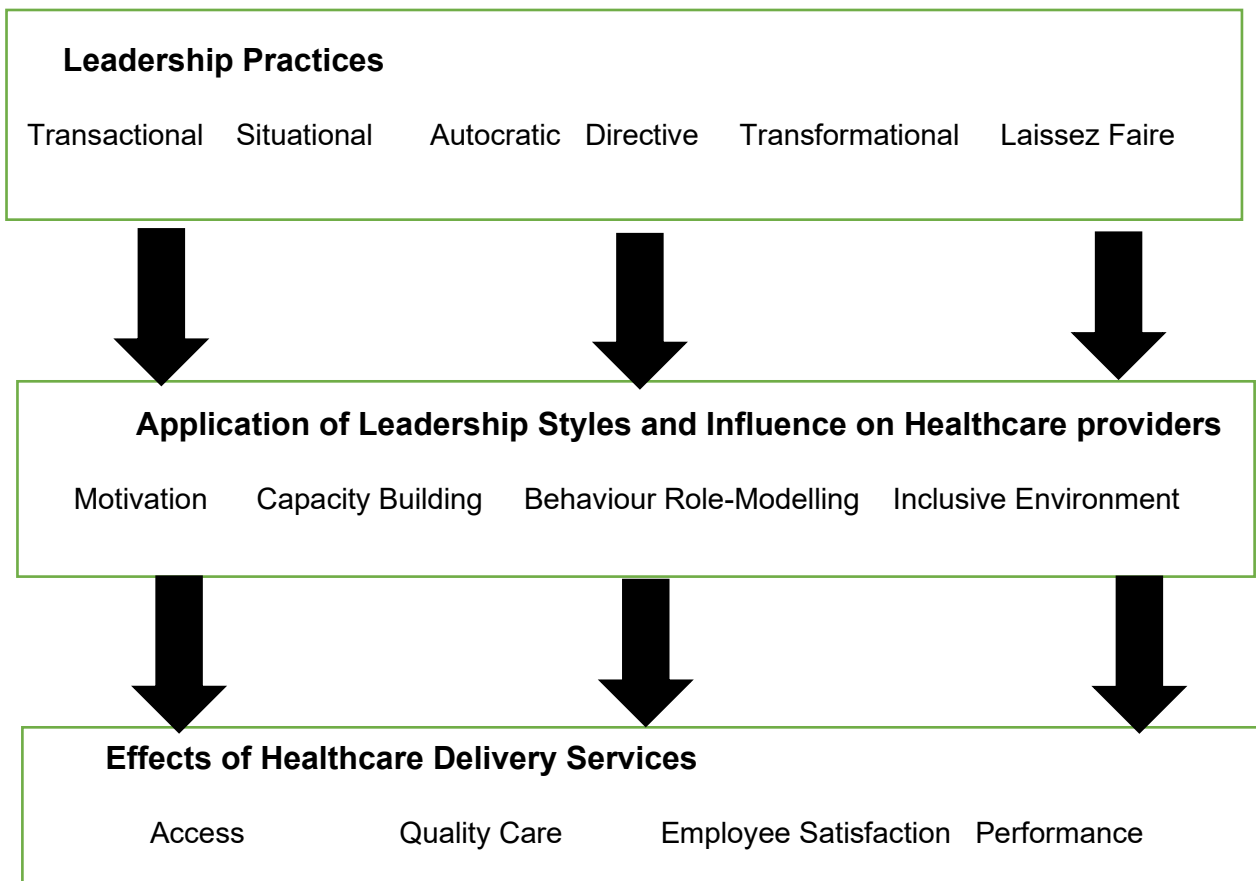 Leadership Practices
Transactional Situational Autocratic Directive Transformational Laissez Faire
Application of Leadership Styles and Influence on Healthcare providers
Motivation Capacity Building Behaviour Role-Modelling Inclusive Environment
Effects of Healthcare Delivery Services
Access Quality Care Employee Satisfaction Performance